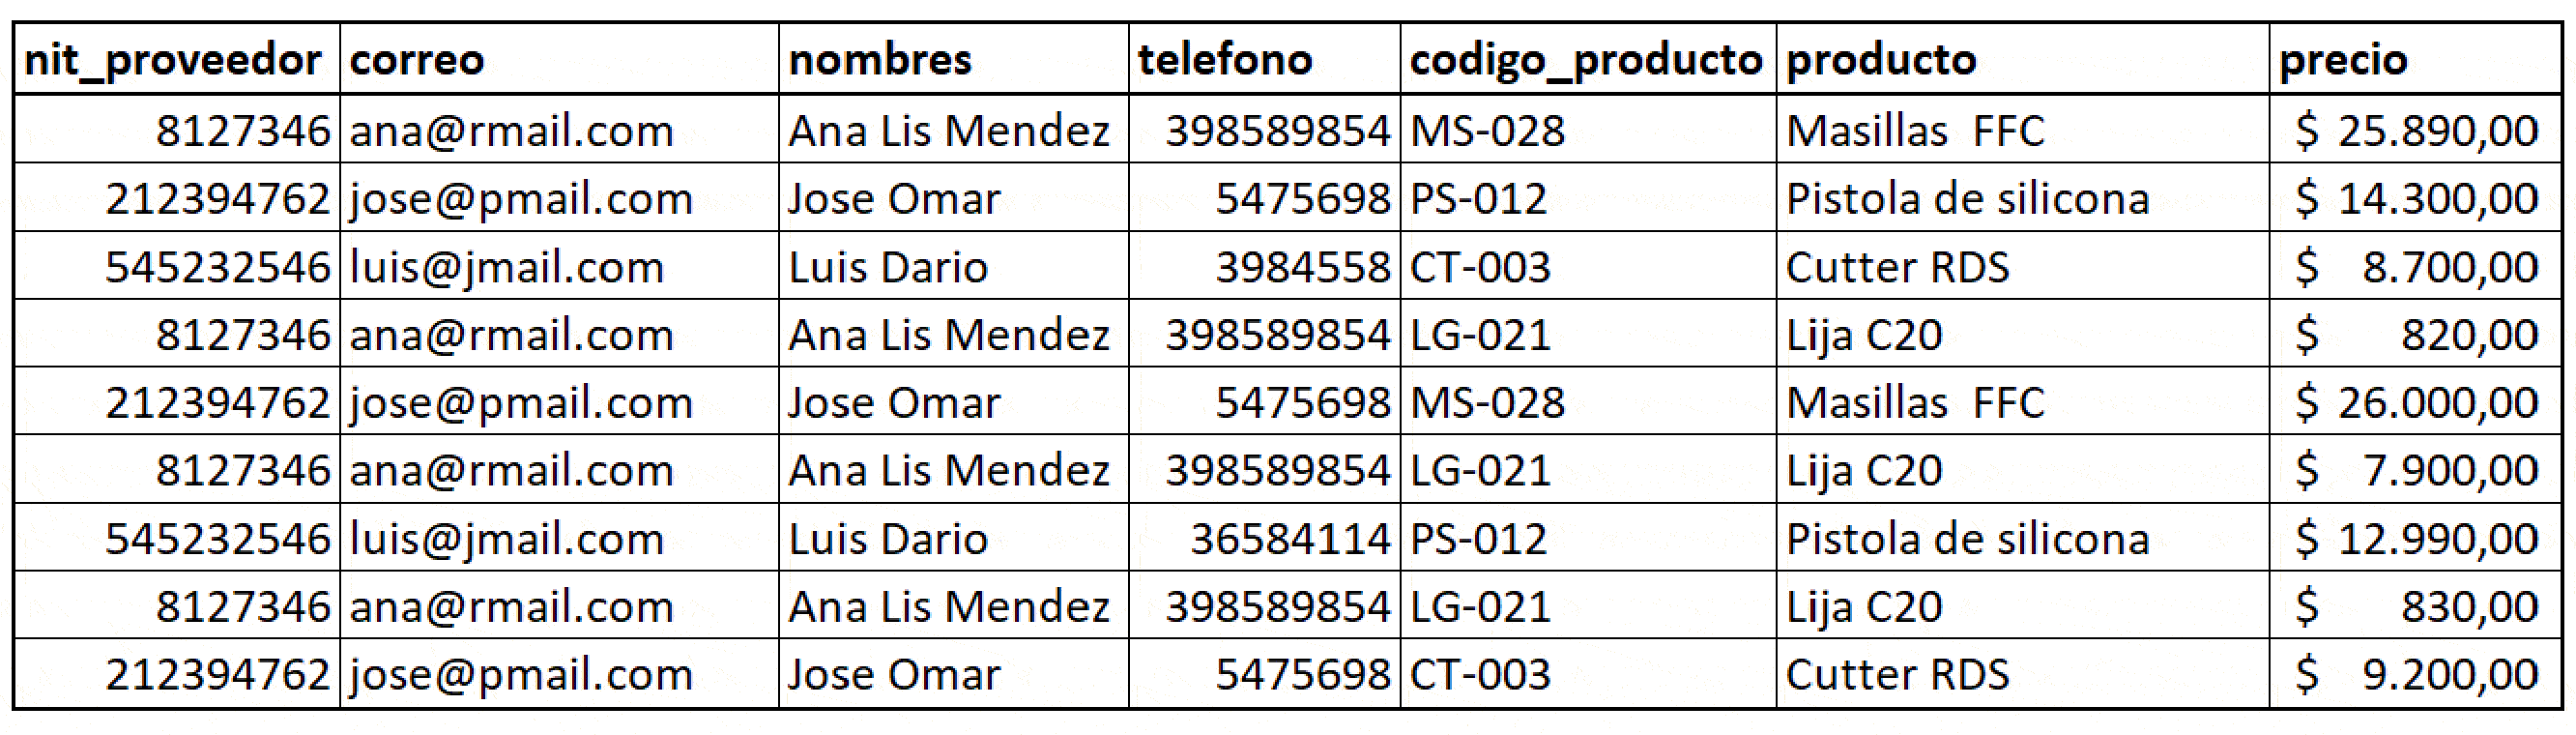 nit_proveedor correo nombres telefono codigo_producto producto precio
8127346 ana@rmail.com Ana Lis Mendez 398589854 MS-028 Masillas  FFC $ 25.890,00
212394762 jose@pmail.com Jose Omar 5475698 PS-012 Pistola de silicona $ 14.300,00
545232546 luis@jmail.com Luis Dario 3984558 CT-003 Cutter RDS $ 8.700,00
8127346 ana@rmail.com Ana Lis Mendez 398589854 LG-021 Lija C20 $ 820,00
212394762 jose@pmail.com Jose Omar 5475698 MS-028 Masillas  FFC $ 26.000,00
8127346 ana@rmail.com Ana Lis Mendez 398589854 LG-021 Lija C20 $ 7.900,00
545232546 luis@jmail.com Luis Dario 36584114 PS-012 Pistola de silicona $ 12.990,00
8127346 ana@rmail.com Ana Lis Mendez 398589854 LG-021 Lija C20 $ 830,00
212394762 jose@pmail.com Jose Omar 5475698 CT-003 Cutter RDS $ 9.200,00